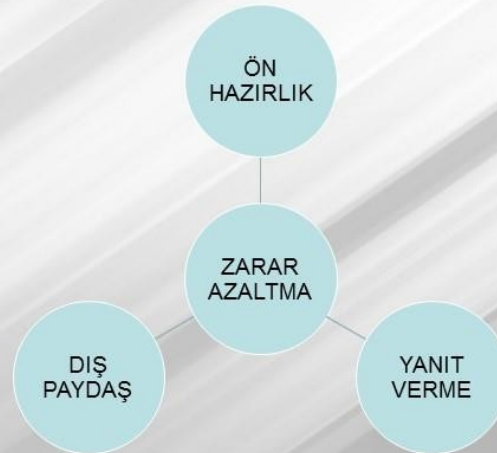 ÖN
HAZIRLIK
ZARAR
AZALTMA
DIŞ
PAYDAŞ
YANIT
VERME